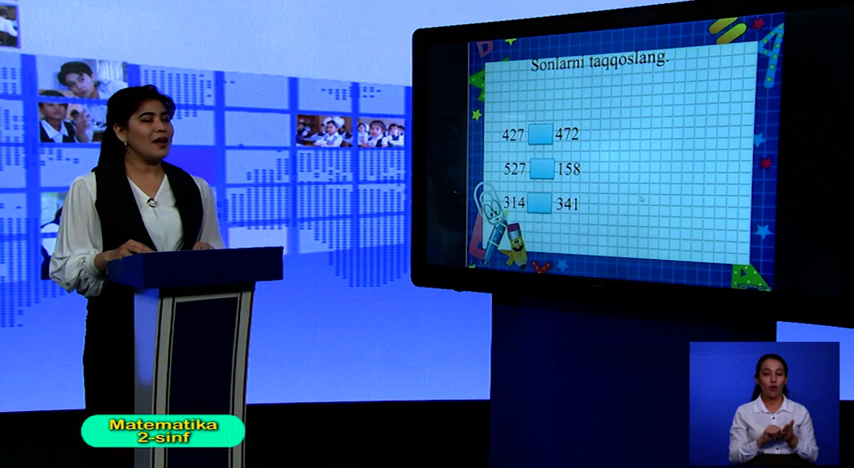 Sonlarni taqqoslang.
427 472
527 158
314 341
Matematika
2-sinf